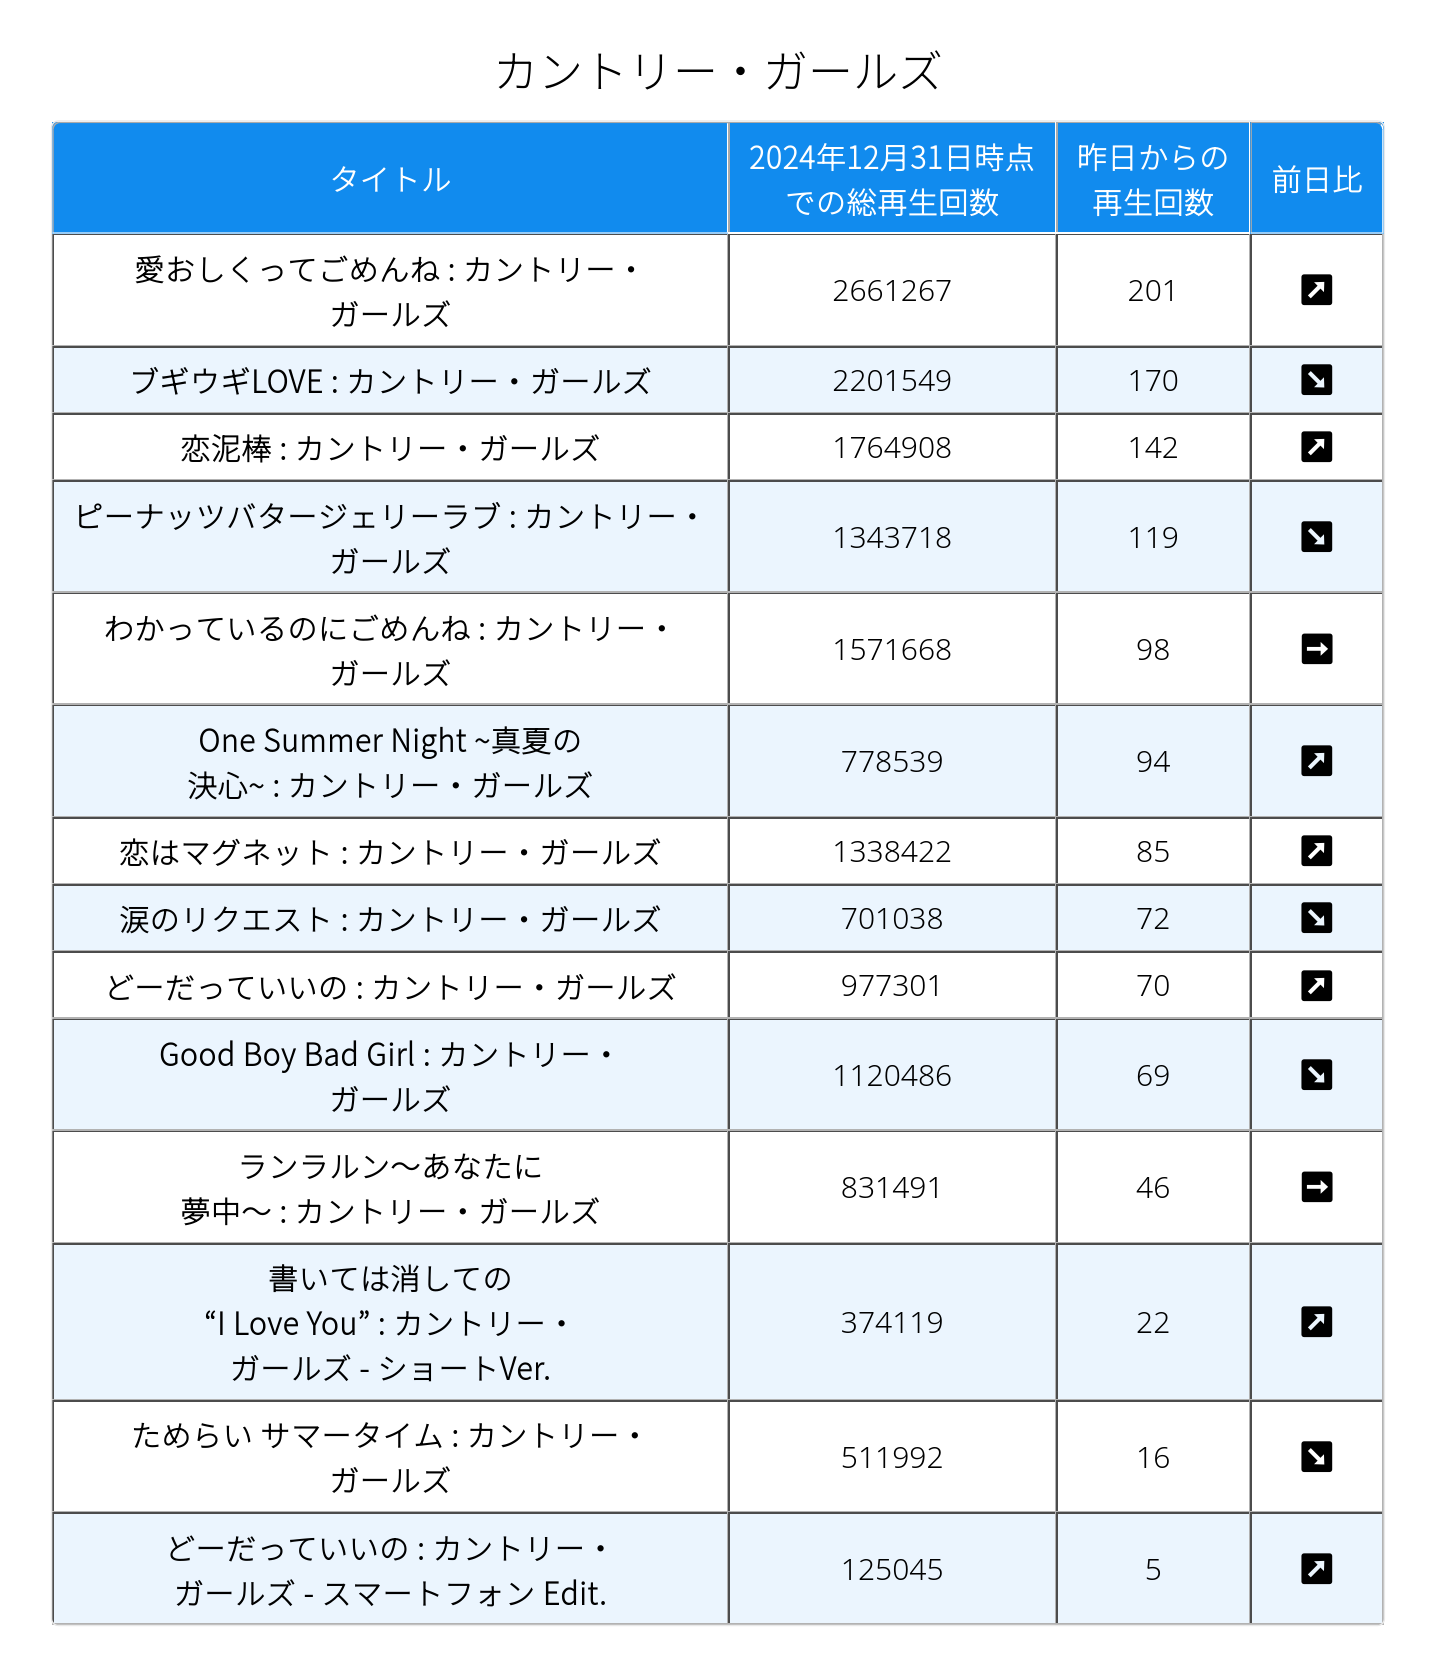 カントリー・ガールズ
タイトル
2024年12月31日時点
での総再生回数
昨日からの
再生回数
前日比
愛おしくってごめんね : カントリー・
ガールズ
2661267
201
↗
ブギウギLOVE : カントリー・ガールズ
2201549
170
↘
恋泥棒 : カントリー・ガールズ
1764908
142
↗
ピーナッツバタージェリーラブ : カントリー・
ガールズ
1343718
119
↘
わかっているのにごめんね : カントリー・
ガールズ
1571668
98
→
One Summer Night ~真夏の
決心~ : カントリー・ガールズ
778539
94
↗
恋はマグネット : カントリー・ガールズ
1338422
85
↗
涙のリクエスト : カントリー・ガールズ
701038
72
↘
どーだっていいの : カントリー・ガールズ
977301
70
↗
Good Boy Bad Girl : カントリー・
ガールズ
1120486
69
↘
ランラルン〜あなたに
夢中〜 : カントリー・ガールズ
831491
46
→
書いては消しての
“I Love You” : カントリー・
ガールズ - ショートVer.
374119
22
↗
ためらい サマータイム : カントリー・
ガールズ
511992
16
↘
どーだっていいの : カントリー・
ガールズ - スマートフォン Edit.
125045
5
↗